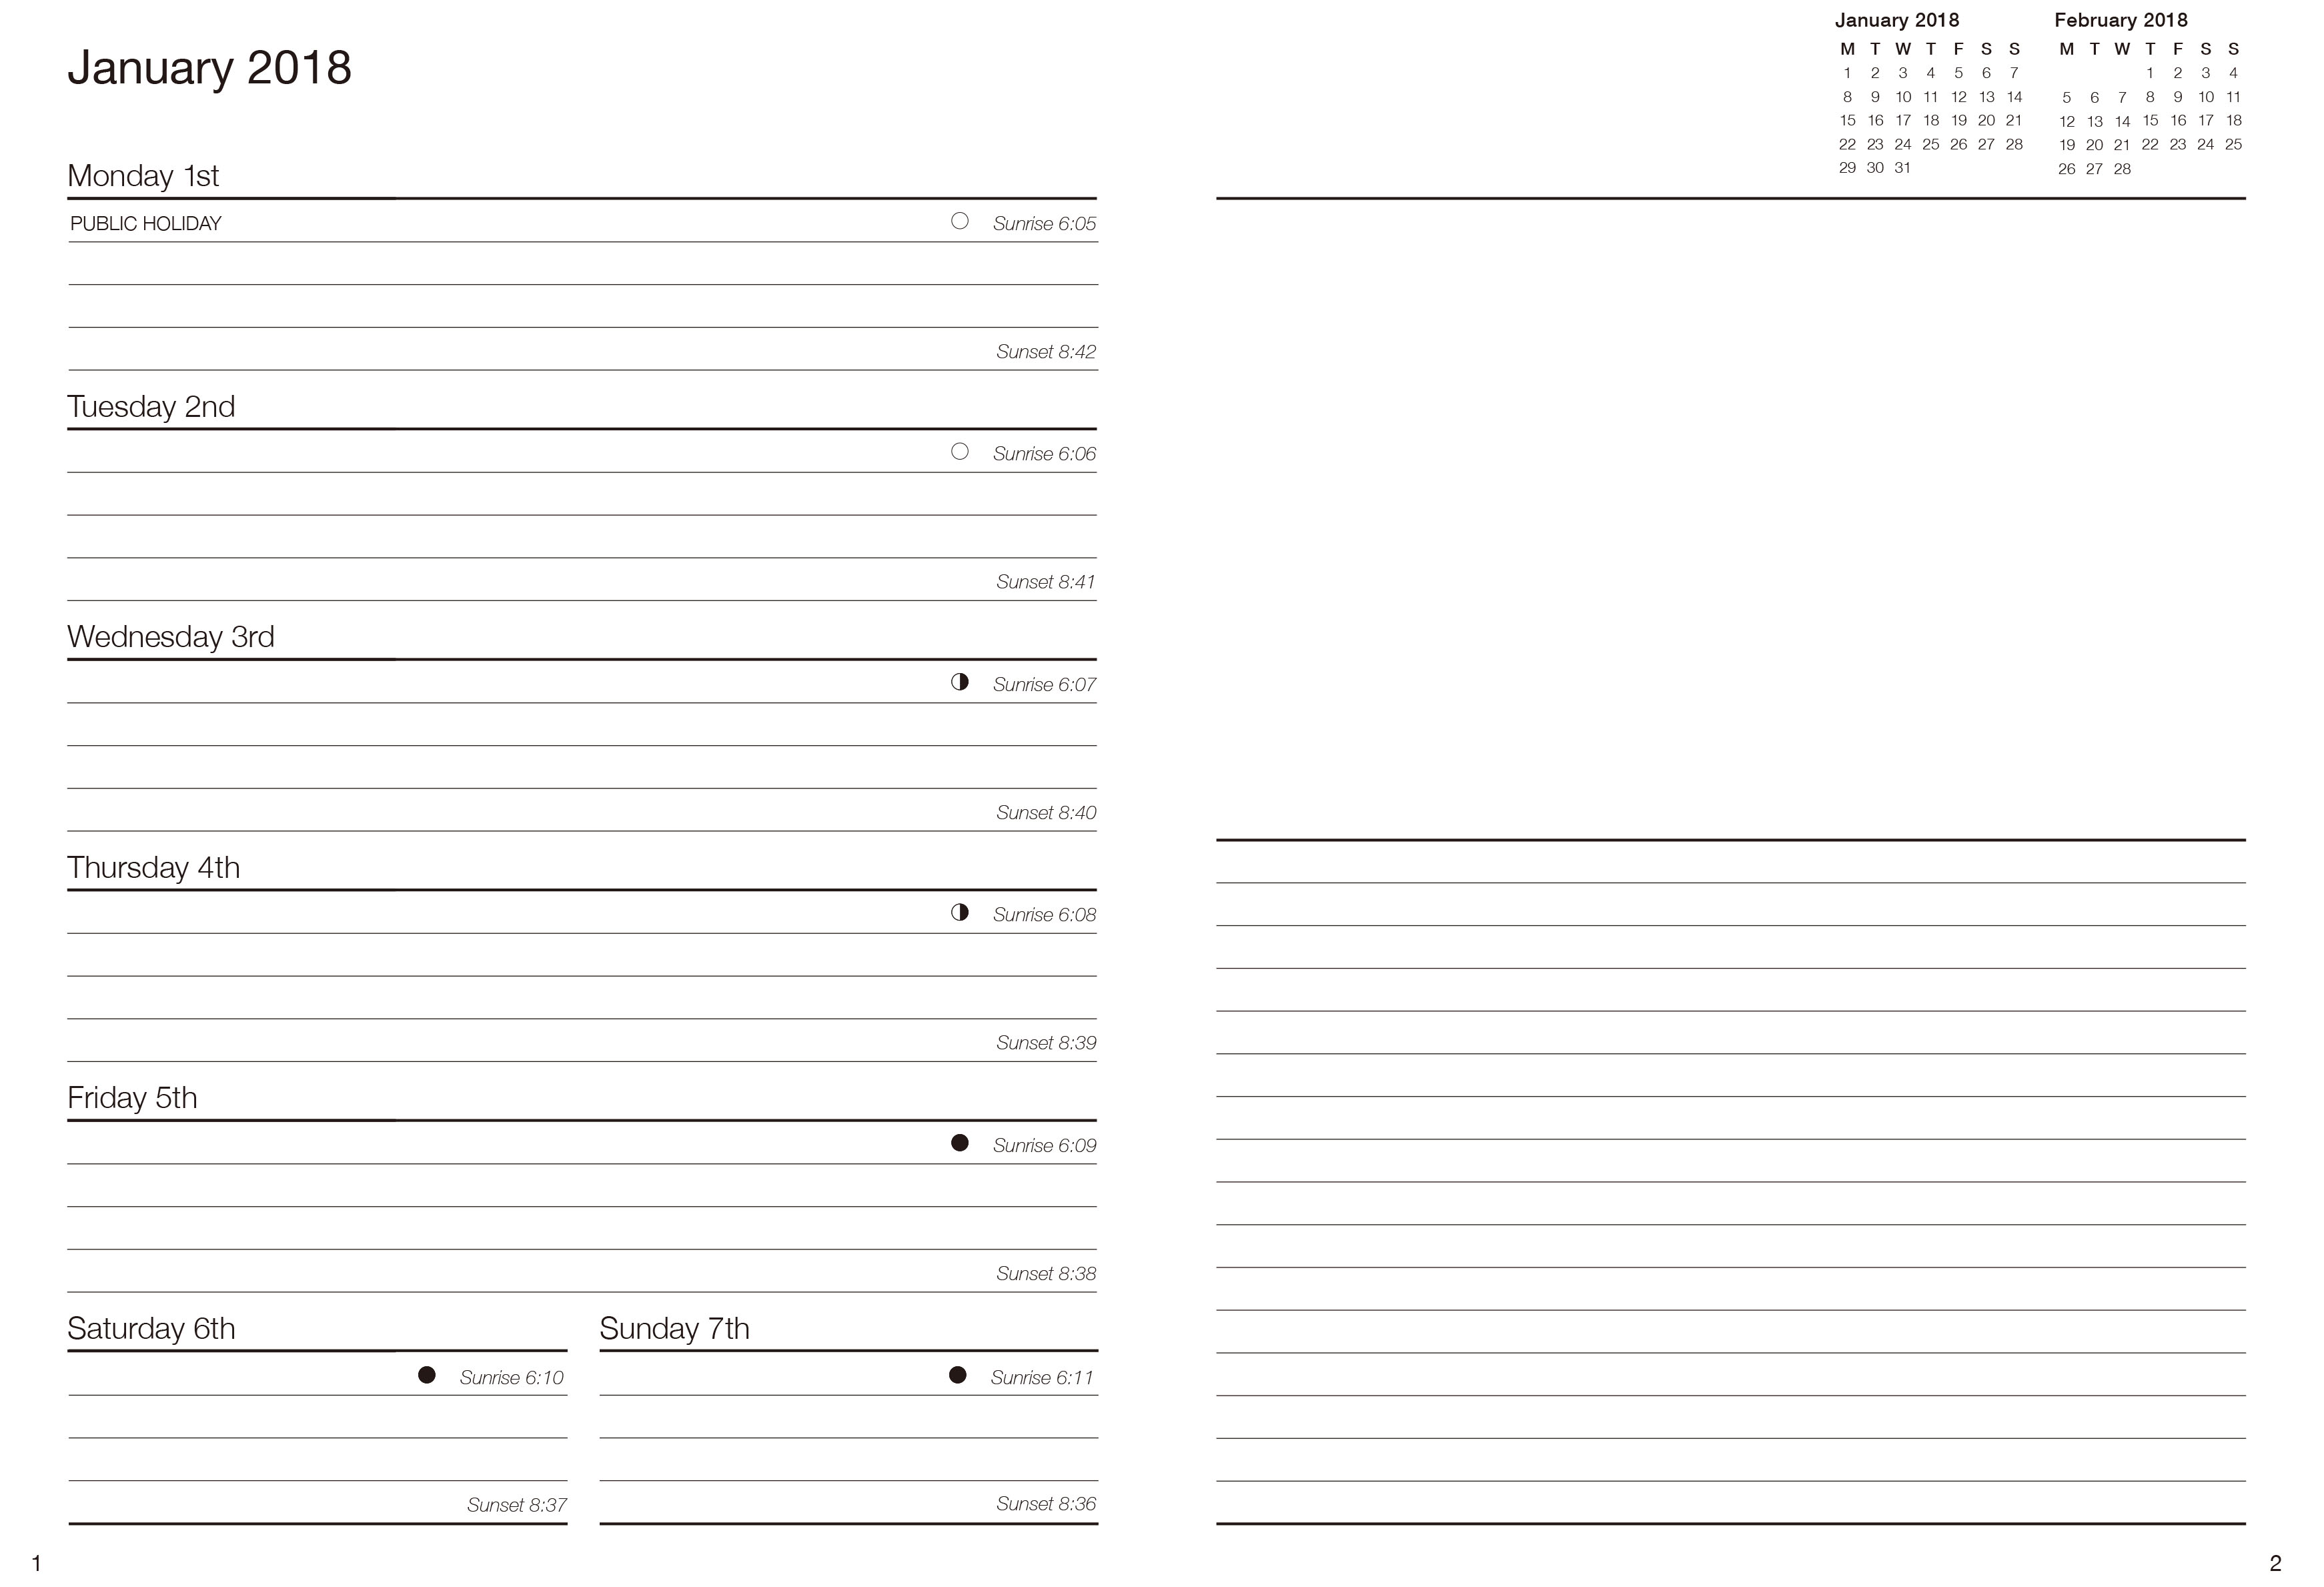 January 2018
Monday 1st
PUBLIC HOLIDAY Sunrise 6:05
Sunset 8:42
Tuesday 2nd
Sunrise 6:06
Sunset 8:41
Wednesday 3rd
Sunrise 6:07
Sunset 8:40
Thursday 4th
Sunrise 6:08
Sunset 8:39
Friday 5th
Sunrise 6:09
Sunset 8:38
Saturday 6th
Sunrise 6:10
Sunset 8:37
Sunday 7th
Sunrise 6:11
Sunset 8:36
1
January 2018
M T W T F S S
1 2 3 4 5 6 7
8 9 10 11 12 13 14
15 16 17 18 19 20 21
22 23 24 25 26 27 28
29 30 31
February 2018
M T W T F S S
1 2 3 4
5 6 7 8 9 10 11
12 13 14 15 16 17 18
19 20 21 22 23 24 25
26 27 28
2